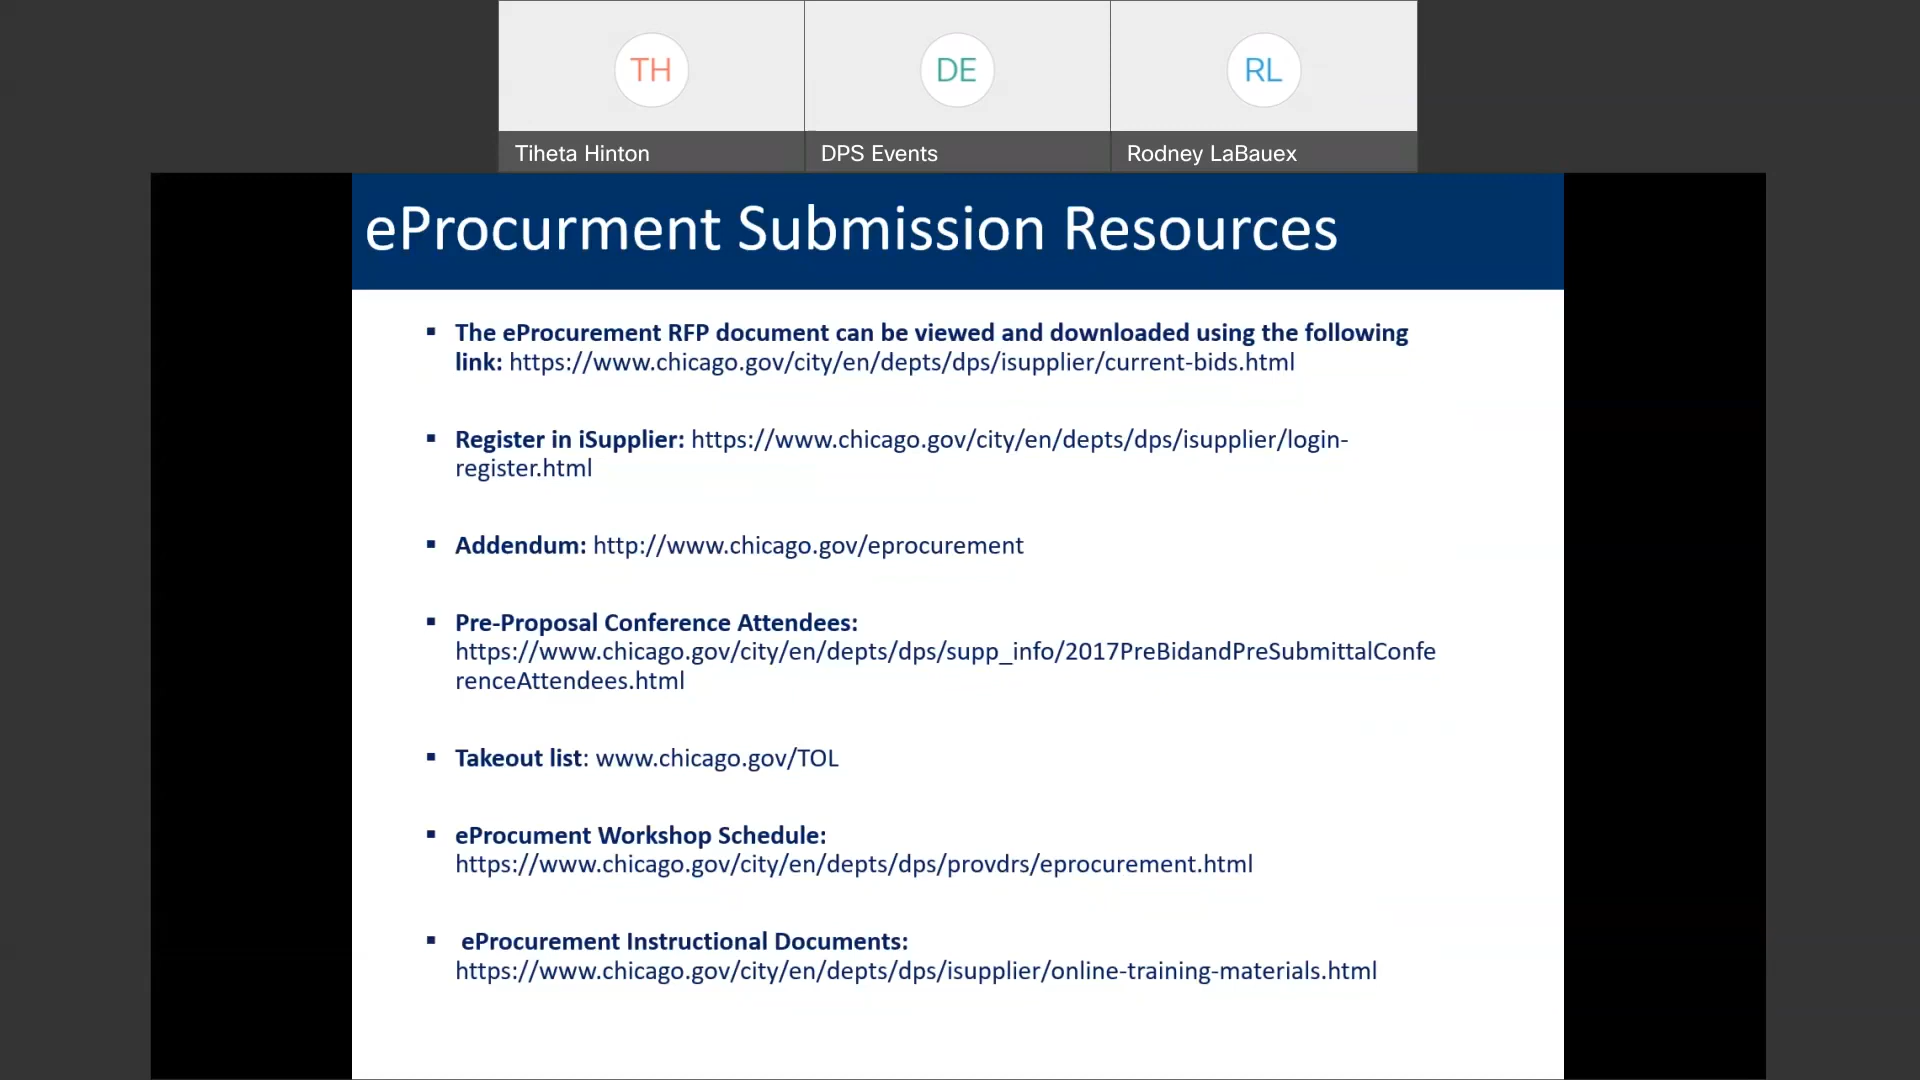 TH
DE
RL
Tiheta Hinton
DPS Events
Rodney LaBauex
eProcurment Submission Resources
▪ The eProcurement RFP document can be viewed and downloaded using the following
link: https://www.chicago.gov/city/en/depts/dps/isupplier/current-bids.html
▪ Register in iSupplier: https://www.chicago.gov/city/en/depts/dps/isupplier/login-
register.html
▪ Addendum: http://www.chicago.gov/eprocurement
▪ Pre-Proposal Conference Attendees:
https://www.chicago.gov/city/en/depts/dps/supp_info/2017PreBidandPreSubmittalConfe
renceAttendees.html
▪ Takeout list: www.chicago.gov/TOL
▪ eProcument Workshop Schedule:
https://www.chicago.gov/city/en/depts/dps/provdrs/eprocurement.html
▪ eProcurement Instructional Documents:
https://www.chicago.gov/city/en/depts/dps/isupplier/online-training-materials.html